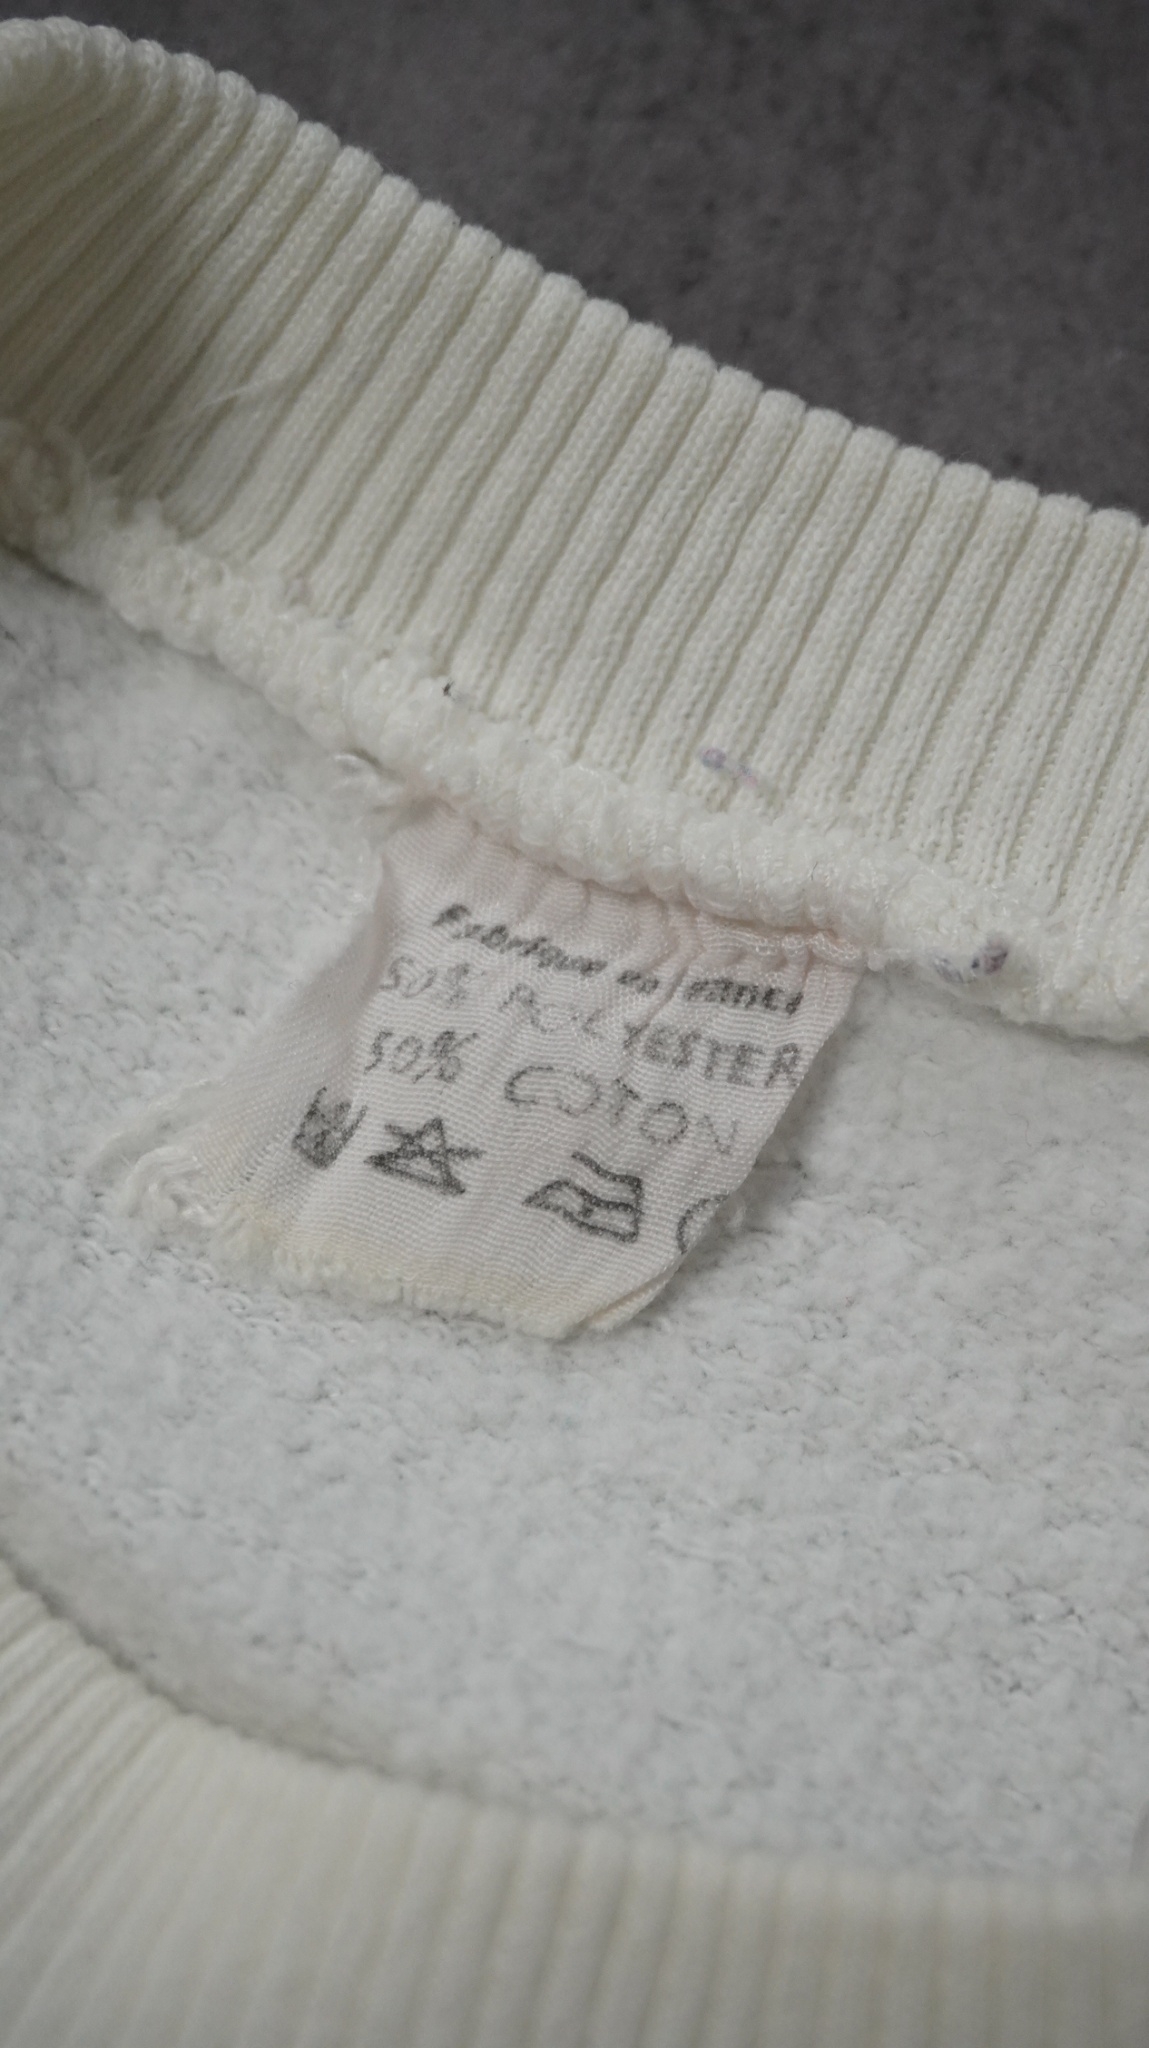 Fabrique en France
50% POLYESTER
50% COTON